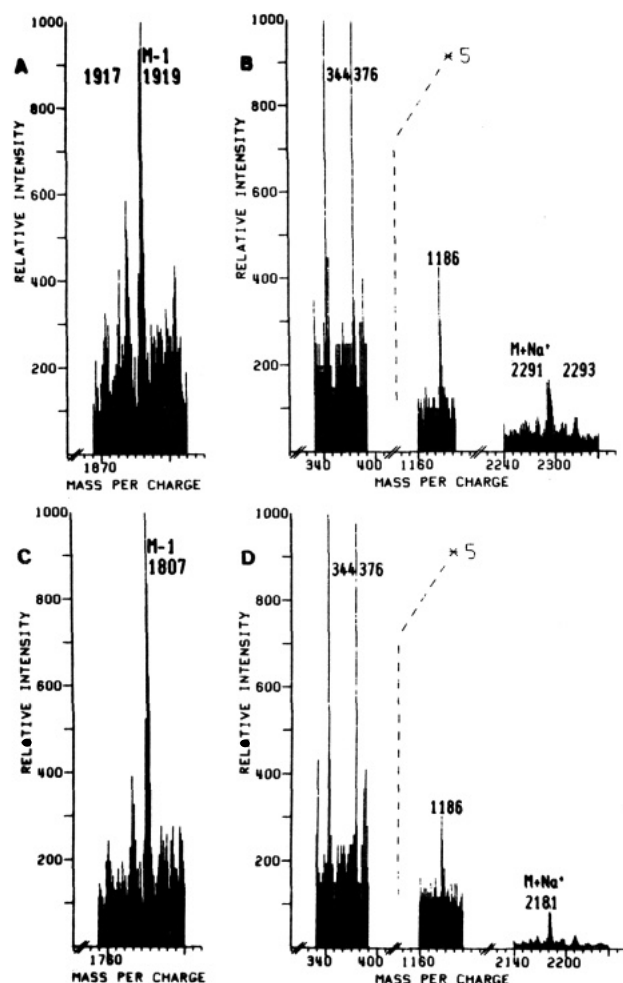 A
1000
800
600
400
200
RELATIVE INTENSITY
M-1
1917 1919
1870
MASS PER CHARGE
B
1000
800
600
400
200
RELATIVE INTENSITY
344 376
* 5
1186
M+Na⁺
2291 2293
340 400 1160 2240 2300
MASS PER CHARGE
C
1000
800
600
400
200
RELATIVE INTENSITY
M-1
1807
1760
MASS PER CHARGE
D
1000
800
600
400
200
RELATIVE INTENSITY
344 376
* 5
1186
M+Na⁺
2181
340 400 1160 2140 2200
MASS PER CHARGE